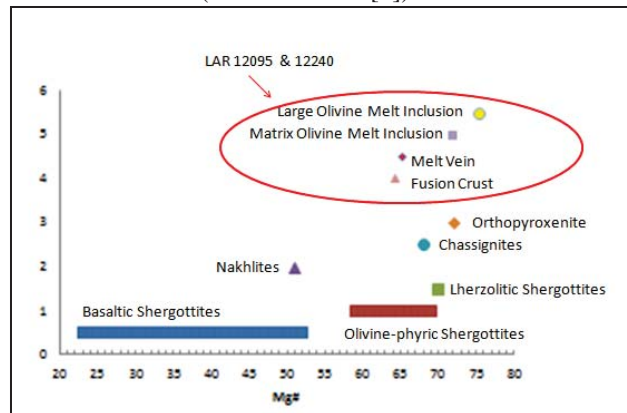 LAR 12095 & 12240
6
Large Olivine Melt Inclusion
5
Matrix Olivine Melt Inclusion
Melt Vein
4
Fusion Crust
3
Orthopyroxenite
Chassignites
2
Nakhlites
Lherzolitic Shergottites
1
Basaltic Shergottites
Olivine-phyric Shergottites
0
20 25 30 35 40 45 50 55 60 65 70 75 80
Mg#